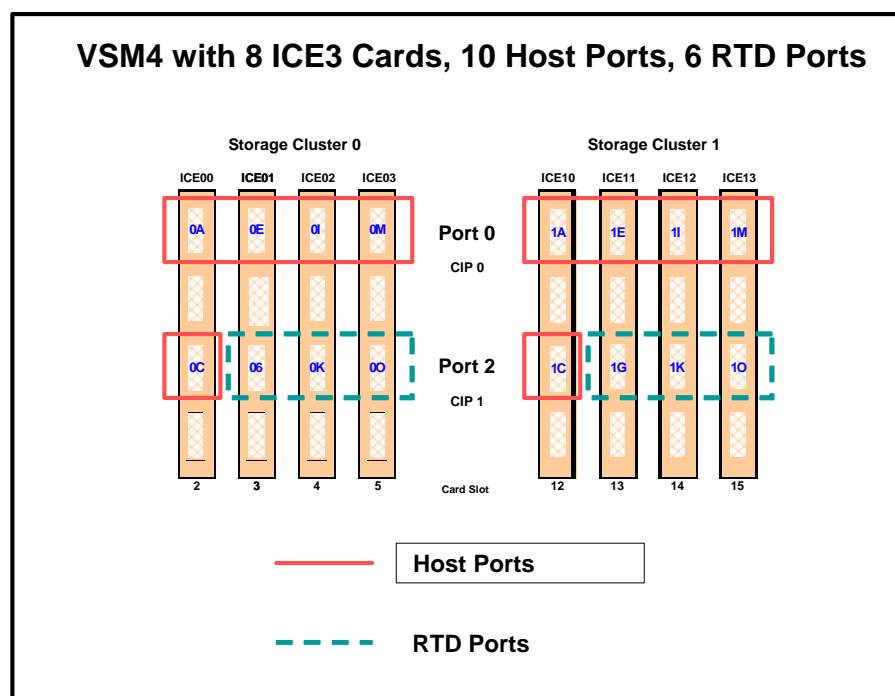 VSM4 with 8 ICE3 Cards, 10 Host Ports, 6 RTD Ports
Storage Cluster 0 Storage Cluster 1
ICE00 ICE01 ICE02 ICE03 ICE10 ICE11 ICE12 ICE13
0A 0E 0I 0M Port 0 1A 1E 1I 1M
CIP 0
0C 06 0K 0O Port 2 1C 1G 1K 1O
CIP 1
2 3 4 5 Card Slot 12 13 14 15
Host Ports
RTD Ports